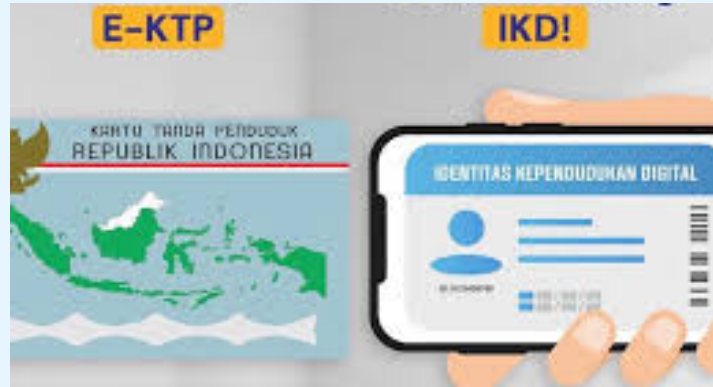 E-KTP
IKD!
KARTU TANDA PENDUDUK
REPUBLIK INDONESIA
IDENTITAS KEPENDUDUKAN DIGITAL